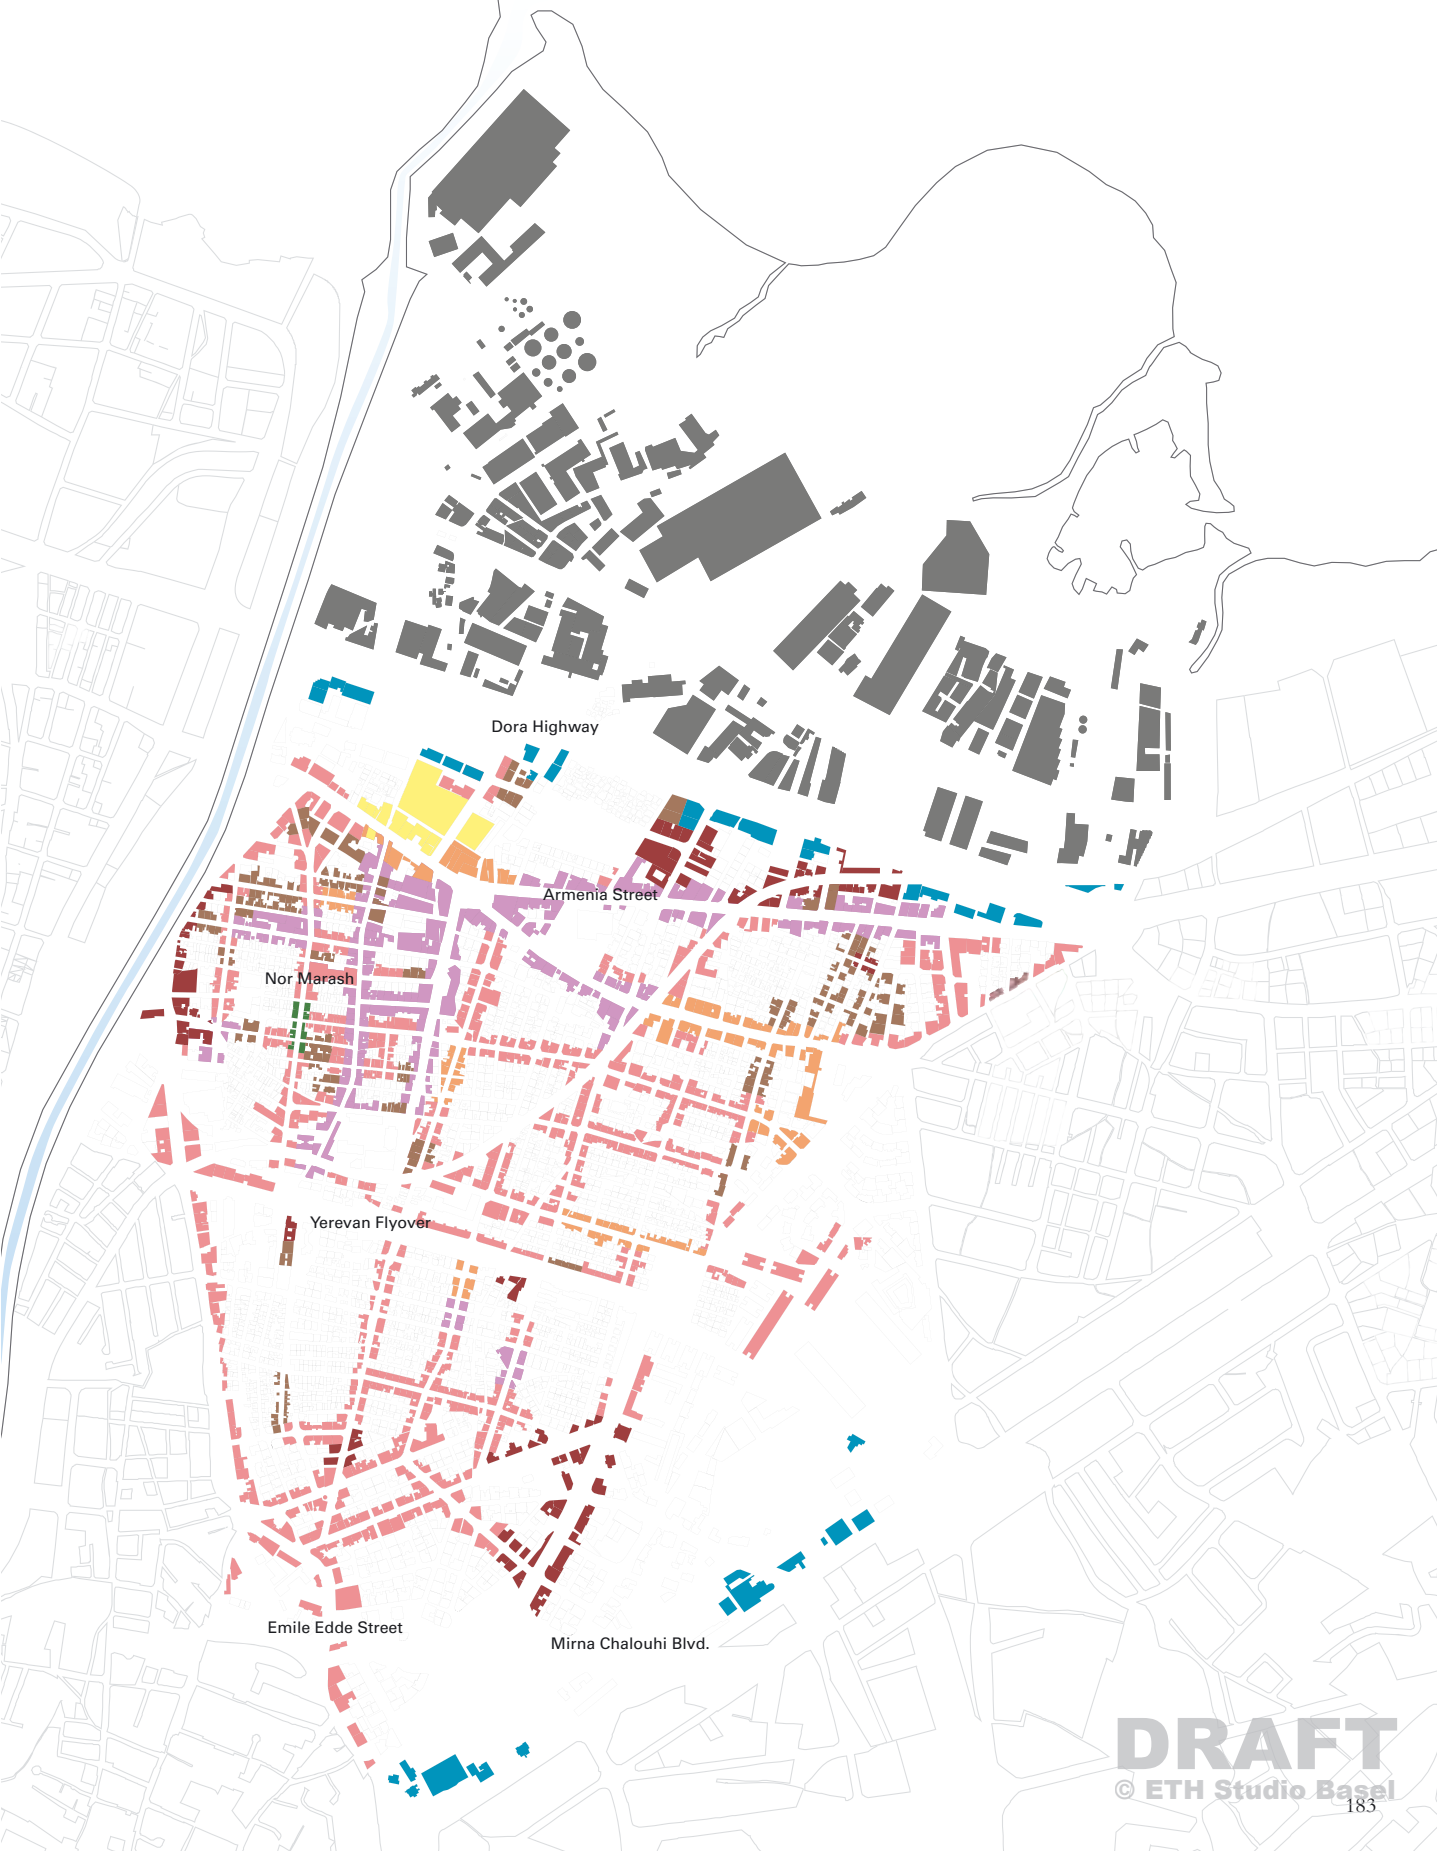 Dora Highway
Armenia Street
Nor Marash
Yerevan Flyover
Emile Edde Street
Mirna Chalouhi Blvd.
DRAFT
© ETH Studio Basel
183